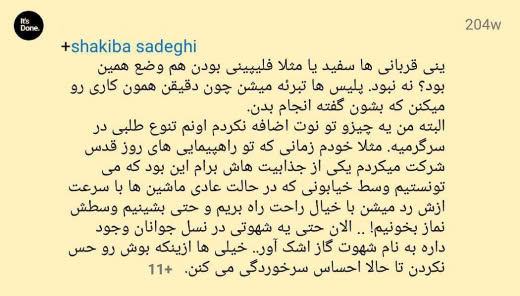 It's Done.
204w
+shakiba sadeghi
ینی قربانی ها سفید یا مثلا فلیپینی بودن هم وضع همین
بود؟ نه نبود. پلیس ها تبرئه میشن چون دقیقن همون کاری رو
میکنن که بشون گفته انجام بدن.
البته من یه چیزو تو نوت اضافه نکردم اونم تنوع طلبی در
سرگرمیه. مثلا خودم زمانی که تو راهپیمایی های روز قدس
شرکت میکردم یکی از جذابیت هاش برام این بود که می
تونستیم وسط خیابونی که در حالت عادی ماشین ها با سرعت
ازش رد میشن با خیال راحت راه بریم و حتی بشینیم وسطش
نماز بخونیم! .. الان حتی یه شهوتی در نسل جوانان وجود
داره به نام شهوت گاز اشک آور.. خیلی ها ازینکه بوش رو حس
نکردن تا حالا احساس سرخوردگی می کنن.
11+